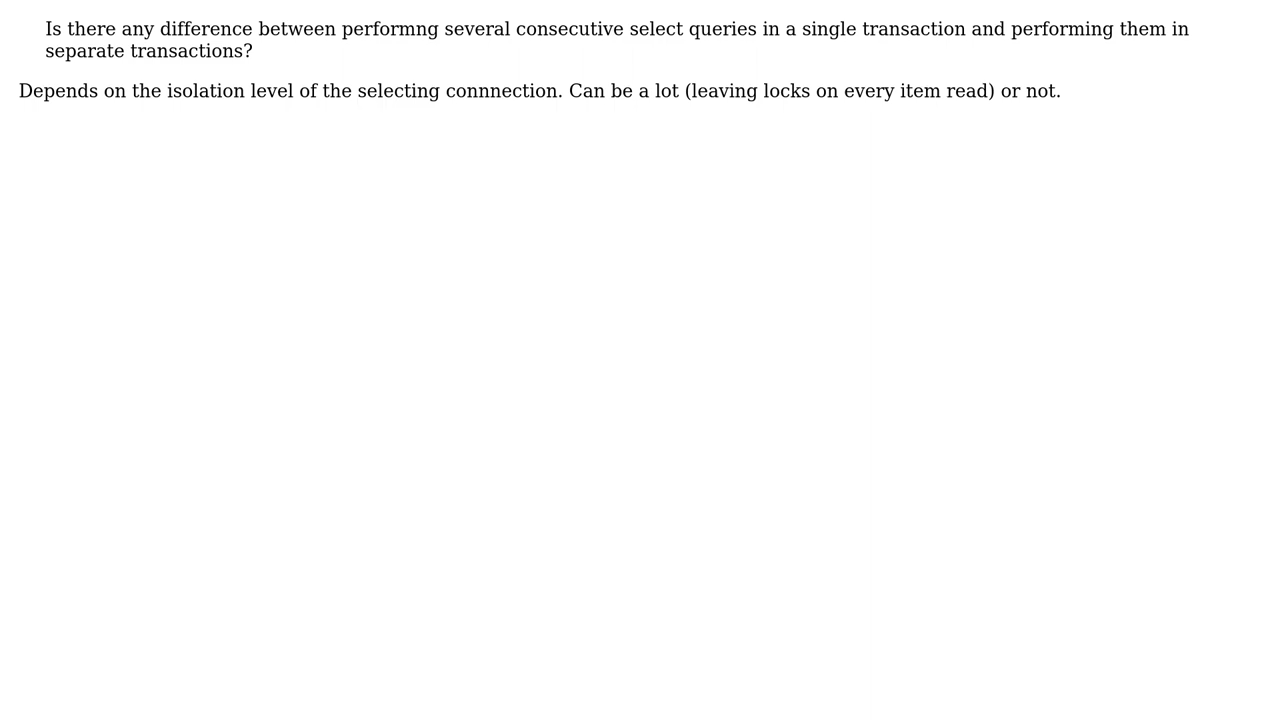 Is there any difference between performng several consecutive select queries in a single transaction and performing them in
separate transactions?
Depends on the isolation level of the selecting connnection. Can be a lot (leaving locks on every item read) or not.